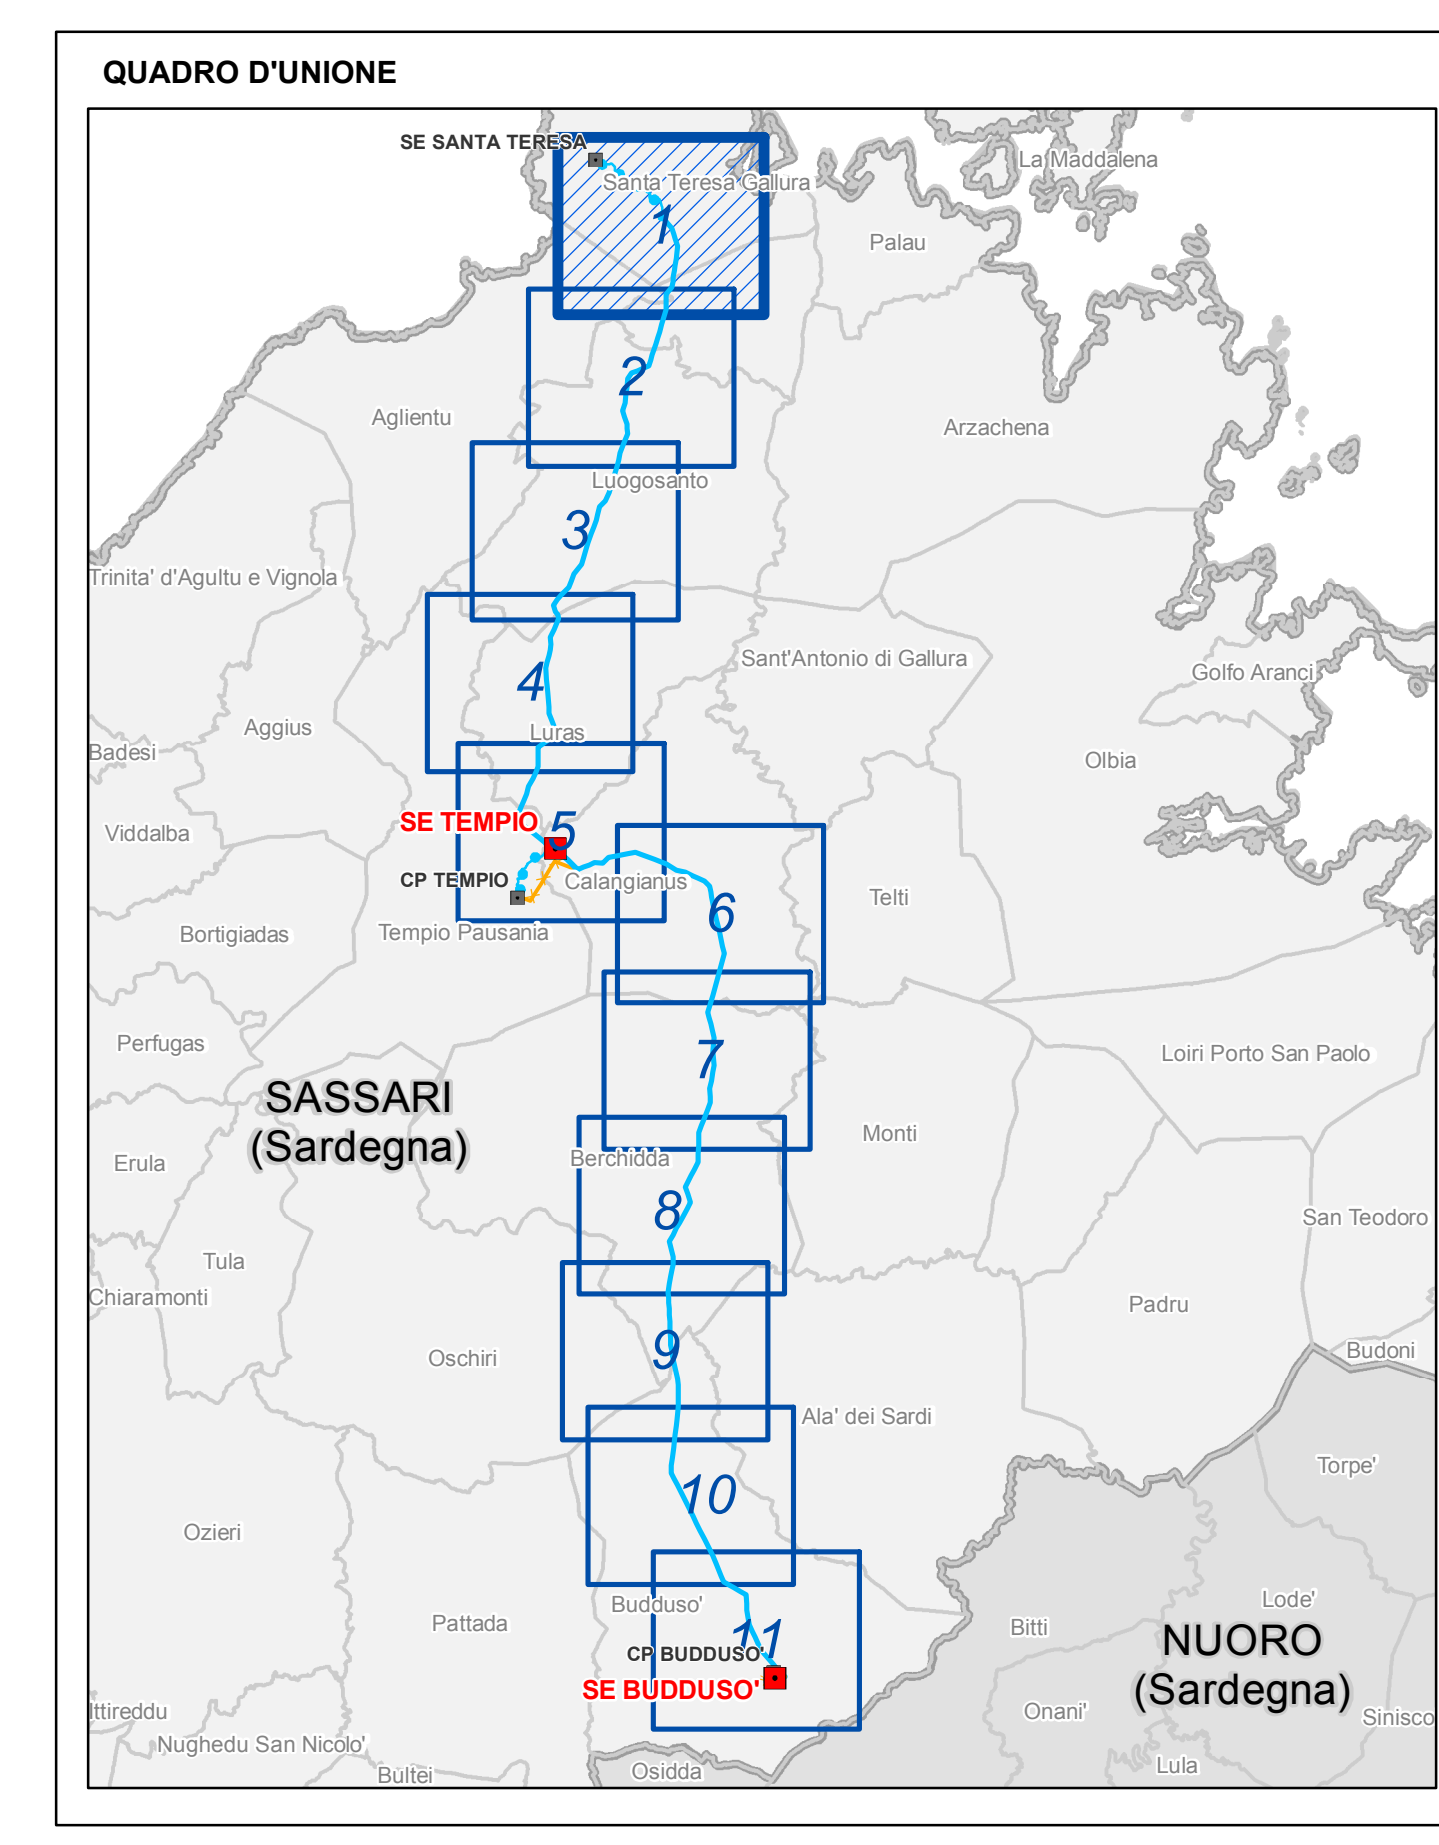 QUADRO D'UNIONE
SE SANTA TERESA
La Maddalena
Santa Teresa Gallura
1
Palau
2
Aglientu
Arzachena
Luogosanto
3
Trinita' d'Agultu e Vignola
Sant'Antonio di Gallura
Golfo Aranci
4
Aggius
Luras
Badesi
Olbia
SE TEMPIO
5
Viddalba
CP TEMPIO
Calangianus
Telti
6
Bortigiadas
Tempio Pausania
Perfugas
7
Loiri Porto San Paolo
SASSARI
(Sardegna)
Monti
Berchidda
Erula
8
San Teodoro
Tula
Chiaramonti
Padru
9
Budoni
Oschiri
Ala' dei Sardi
Torpe'
10
Ozieri
Lode'
Budduso'
Pattada
Bitti
11
NUORO
(Sardegna)
CP BUDDUSO'
SE BUDDUSO'
Ittireddu
Onani'
Sinisco
Nughedu San Nicolo'
Lula
Osidda
Bultei